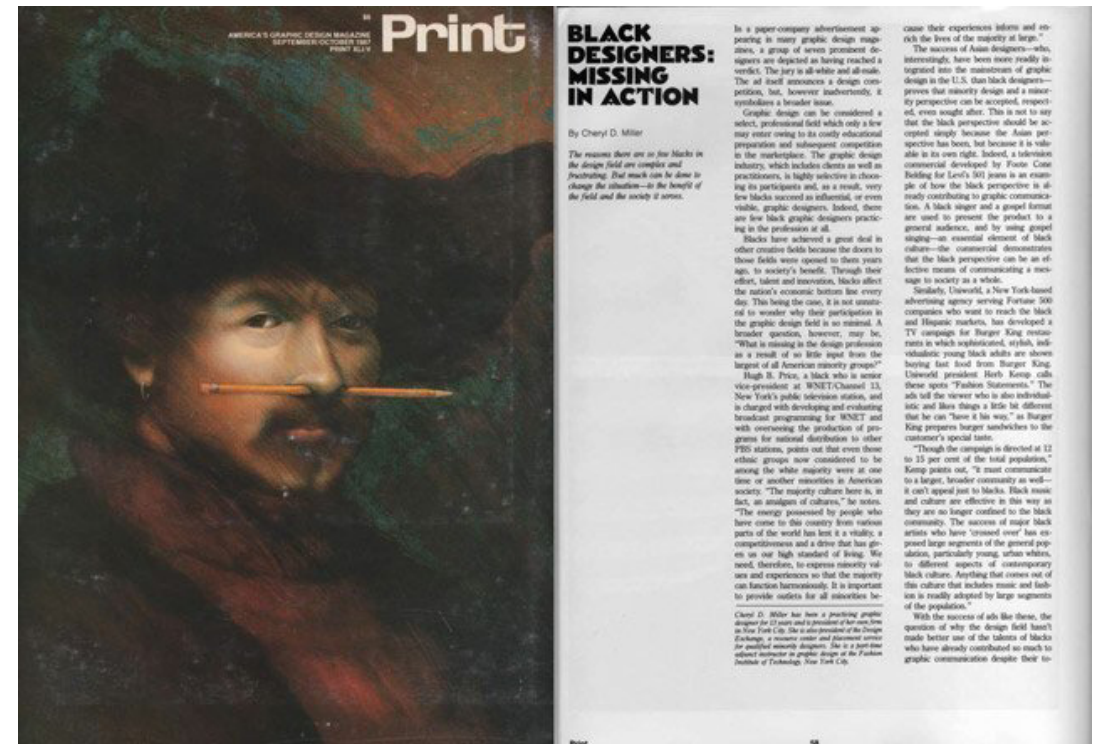 $6
Print
AMERICA'S GRAPHIC DESIGN MAGAZINE
SEPTEMBER/OCTOBER 1987
PRINT XLI:V
BLACK
DESIGNERS:
MISSING
IN ACTION
By Cheryl D. Miller
The reasons there are so few blacks in
the design field are complex and
frustrating. But much can be done to
change the situation—to the benefit of
the field and the society it serves.
In a paper-company advertisement ap-
pearing in many graphic design maga-
zines, a group of seven prominent de-
signers are depicted as having reached a
verdict. The jury is all-white and all-male.
The ad itself announces a design com-
petition, but, however inadvertently, it
symbolizes a broader issue.
Graphic design can be considered a
select, professional field which only a few
may enter owing to its costly educational
preparation and subsequent competition
in the marketplace. The graphic design
industry, which includes clients as well as
practitioners, is highly selective in choos-
ing its participants and, as a result, very
few blacks succeed as influential, or even
visible, graphic designers. Indeed, there
are few black graphic designers practic-
ing in the profession at all.
Blacks have achieved a great deal in
other creative fields because the doors to
those fields were opened to them years
ago, to society's benefit. Through their
effort, talent and innovation, blacks affect
the nation's economic bottom line every
day. This being the case, it is not unnatu-
ral to wonder why their participation in
the graphic design field is so minimal. A
broader question, however, may be,
"What is missing in the design profession
as a result of so little input from the
largest of all American minority groups?"
Hugh B. Price, a black who is senior
vice-president at WNET/Channel 13,
New York's public television station, and
is charged with developing and evaluating
broadcast programming for WNET and
with overseeing the production of pro-
grams for national distribution to other
PBS stations, points out that even those
ethnic groups now considered to be
among the white majority were at one
time or another minorities in American
society. "The majority culture here is, in
fact, an amalgam of cultures," he notes.
"The energy possessed by people who
have come to this country from various
parts of the world has lent it a vitality, a
competitiveness and a drive that has giv-
en us our high standard of living. We
need, therefore, to express minority val-
ues and experiences so that the majority
can function harmoniously. It is important
to provide outlets for all minorities be-
Cheryl D. Miller has been a practicing graphic
designer for 13 years and is president of her own firm
in New York City. She is also president of the Design
Exchange, a resource center and placement service
for qualified minority designers. She is a part-time
adjunct instructor in graphic design at the Fashion
Institute of Technology, New York City.
cause their experiences inform and en-
rich the lives of the majority at large."
The success of Asian designers—who,
interestingly, have been more readily in-
tegrated into the mainstream of graphic
design in the U.S. than black designers—
proves that minority design and a minor-
ity perspective can be accepted, respect-
ed, even sought after. This is not to say
that the black perspective should be ac-
cepted simply because the Asian per-
spective has been, but because it is valu-
able in its own right. Indeed, a television
commercial developed by Foote Cone
Belding for Levi's 501 jeans is an exam-
ple of how the black perspective is al-
ready contributing to graphic communica-
tion. A black singer and a gospel format
are used to present the product to a
general audience, and by using gospel
singing—an essential element of black
culture—the commercial demonstrates
that the black perspective can be an ef-
fective means of communicating a mes-
sage to society as a whole.
Similarly, Uniworld, a New York-based
advertising agency serving Fortune 500
companies who want to reach the black
and Hispanic markets, has developed a
TV campaign for Burger King restau-
rants in which sophisticated, stylish, indi-
vidualistic young black adults are shown
buying fast food from Burger King.
Uniworld president Herb Kemp calls
these spots "Fashion Statements." The
ads tell the viewer who is also individual-
istic and likes things a little bit different
that he can "have it his way," as Burger
King prepares burger sandwiches to the
customer's special taste.
"Though the campaign is directed at 12
to 15 per cent of the total population,"
Kemp points out, "it must communicate
to a larger, broader community as well—
it can't appeal just to blacks. Black music
and culture are effective in this way as
they are no longer confined to the black
community. The success of major black
artists who have 'crossed over' has ex-
posed large segments of the general pop-
ulation, particularly young, urban whites,
to different aspects of contemporary
black culture. Anything that comes out of
this culture that includes music and fash-
ion is readily adopted by large segments
of the population."
With the success of ads like these, the
question of why the design field hasn't
made better use of the talents of blacks
who have already contributed so much to
graphic communication despite their to-
Print
58